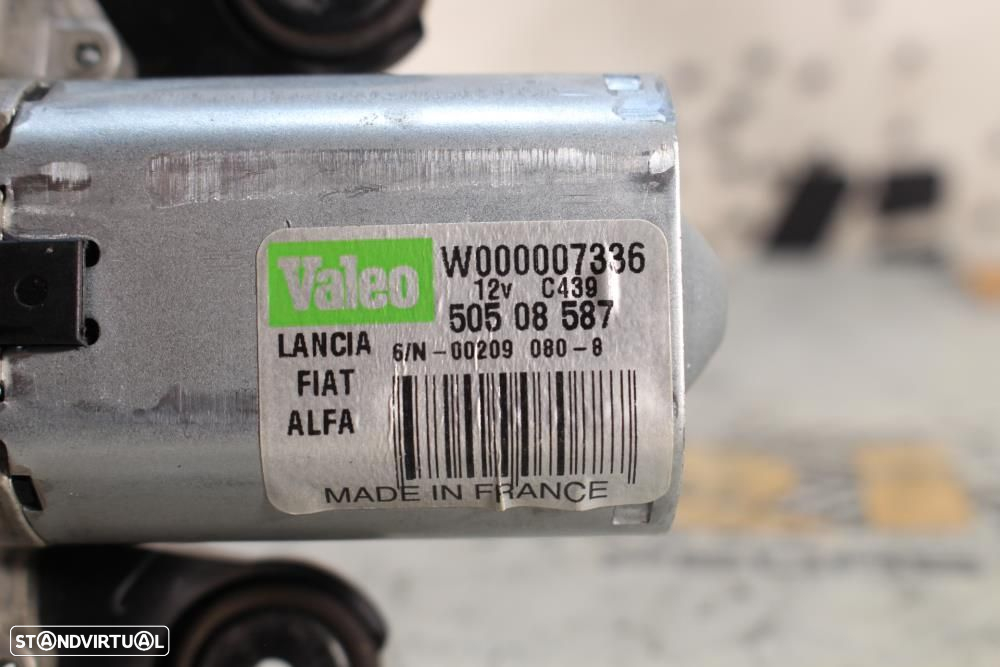 Valeo
W000007336
12v C439
505 08 587
LANCIA
6/N-00209 080-8
FIAT
ALFA
MADE IN FRANCE
STANDVIRTUAL